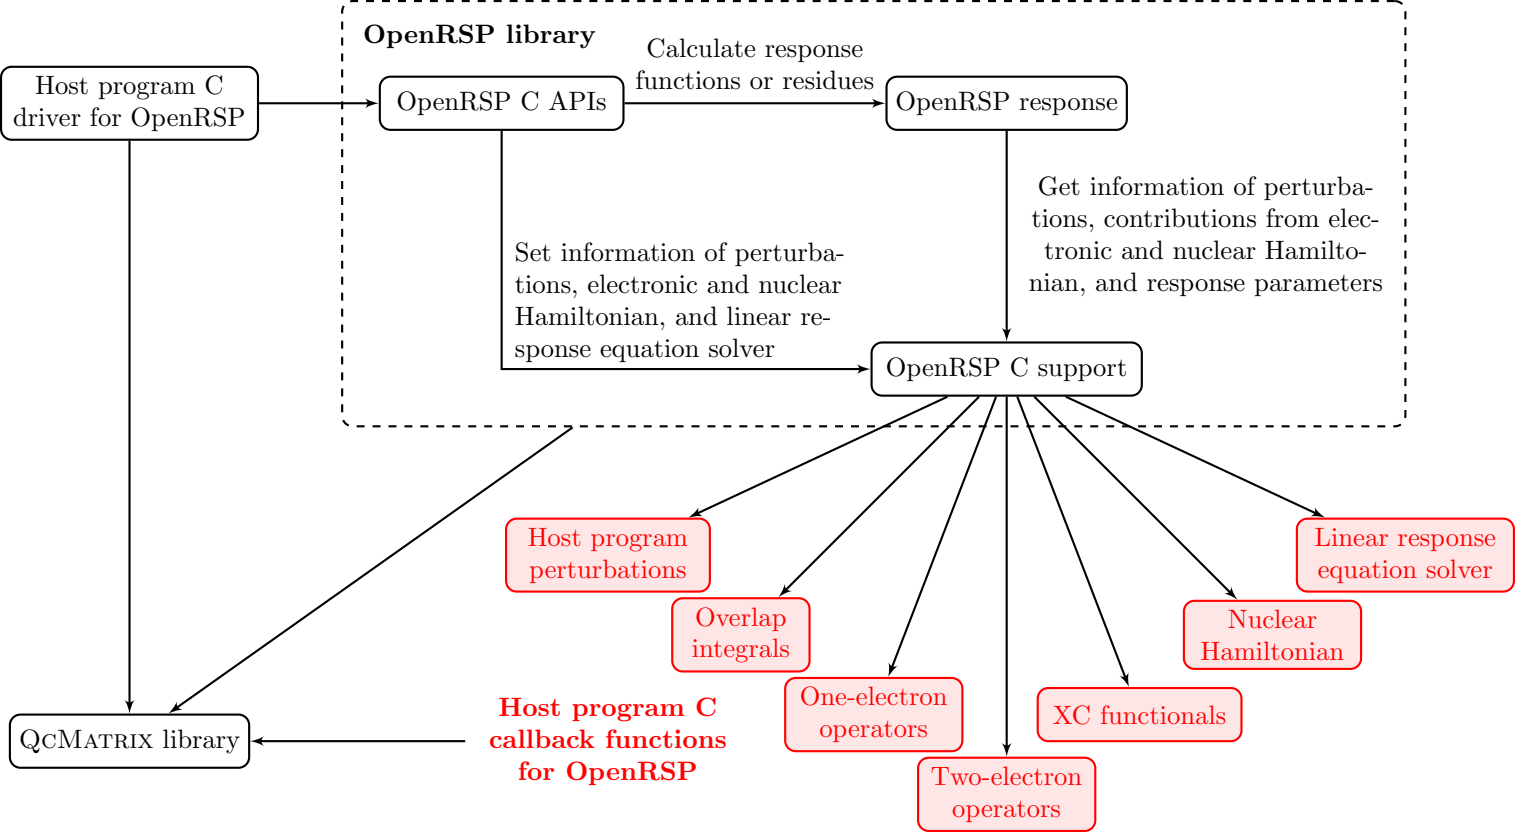 OpenRSP library
Calculate response
functions or residues
Host program C
driver for OpenRSP
OpenRSP C APIs
OpenRSP response
Get information of perturba-
tions, contributions from elec-
tronic and nuclear Hamilto-
nian, and response parameters
Set information of perturba-
tions, electronic and nuclear
Hamiltonian, and linear re-
sponse equation solver
OpenRSP C support
Host program
perturbations
Linear response
equation solver
Overlap
integrals
Nuclear
Hamiltonian
One-electron
operators
XC functionals
Host program C
callback functions
for OpenRSP
QCMATRIX library
Two-electron
operators